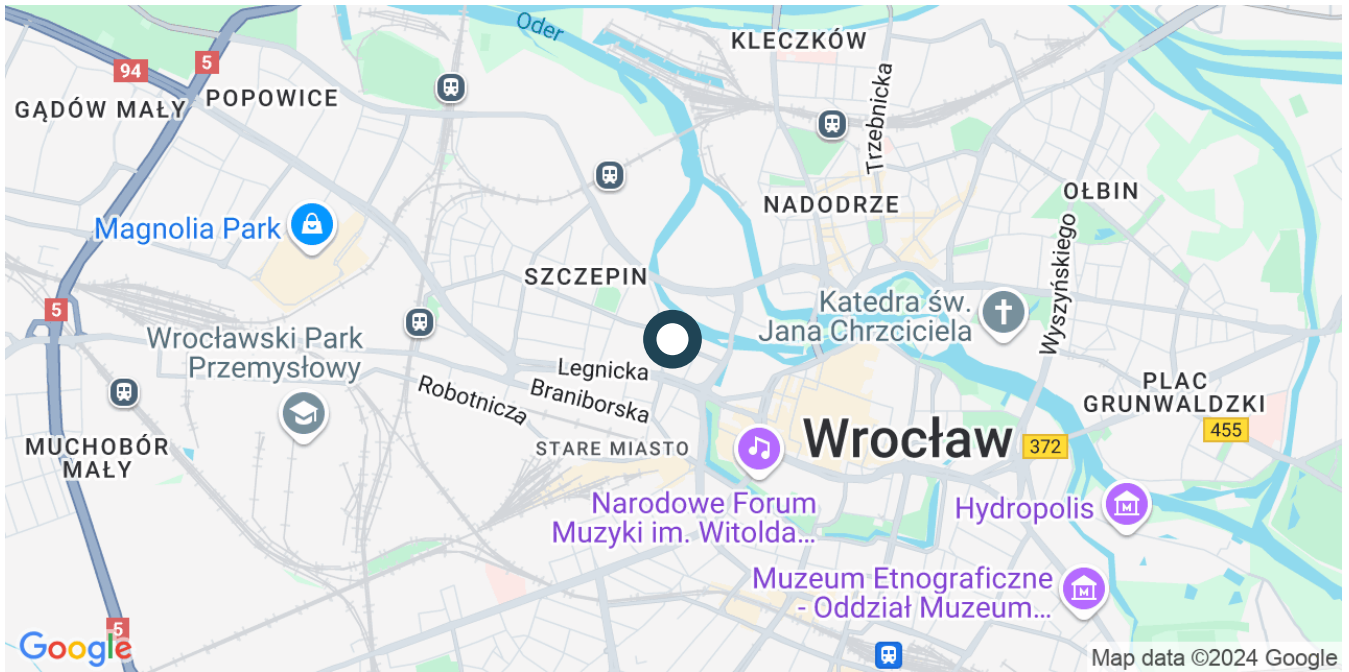 Oder
KLECZKÓW
94
5
GĄDÓW MAŁY
POPOWICE
Trzebnicka
OŁBIN
NADODRZE
Magnolia Park
Wyszyńskiego
SZCZEPIN
Katedra św.
Jana Chrzciciela
5
Wrocławski Park
Przemysłowy
Legnicka
Braniborska
Robotnicza
PLAC
GRUNWALDZKI
455
Wrocław
372
STARE MIASTO
MUCHOBÓR
MAŁY
Narodowe Forum
Muzyki im. Witolda...
Hydropolis
Muzeum Etnograficzne
- Oddział Muzeum...
5
Google
Map data ©2024 Google